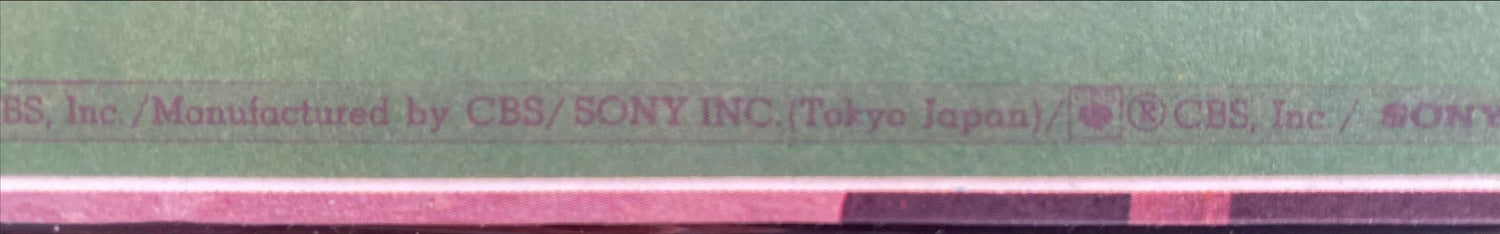 BS, Inc./Manufactured by CBS/SONY INC.(Tokyo Japan)/®CBS, Inc./ SONY